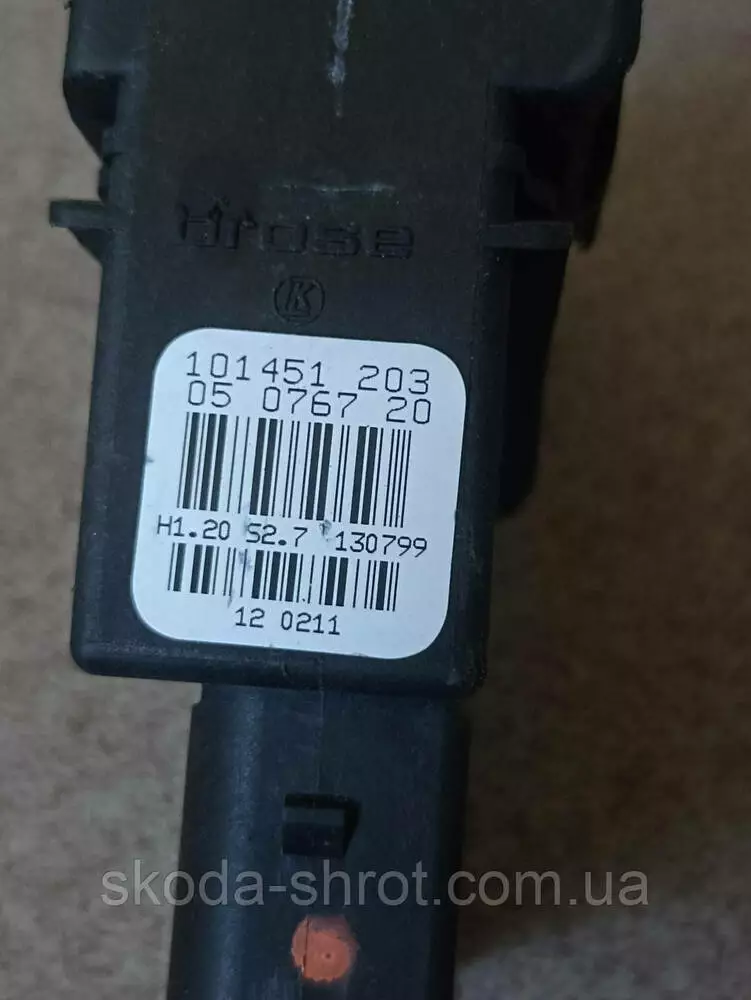 brose
K
101451 203
05 0767 20
H1.20 S2.7 130799
12 0211
skoda-shrot.com.ua